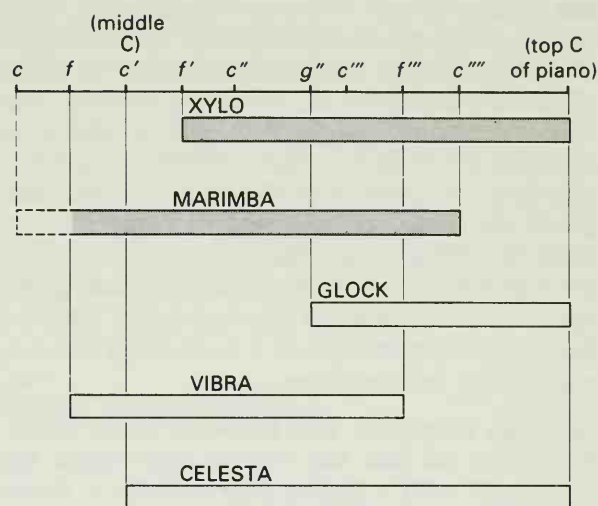 (middle
C)
(top C
of piano)
c f c′ f′ c″ g″ c‴ f‴ c″″
XYLO
MARIMBA
GLOCK
VIBRA
CELESTA